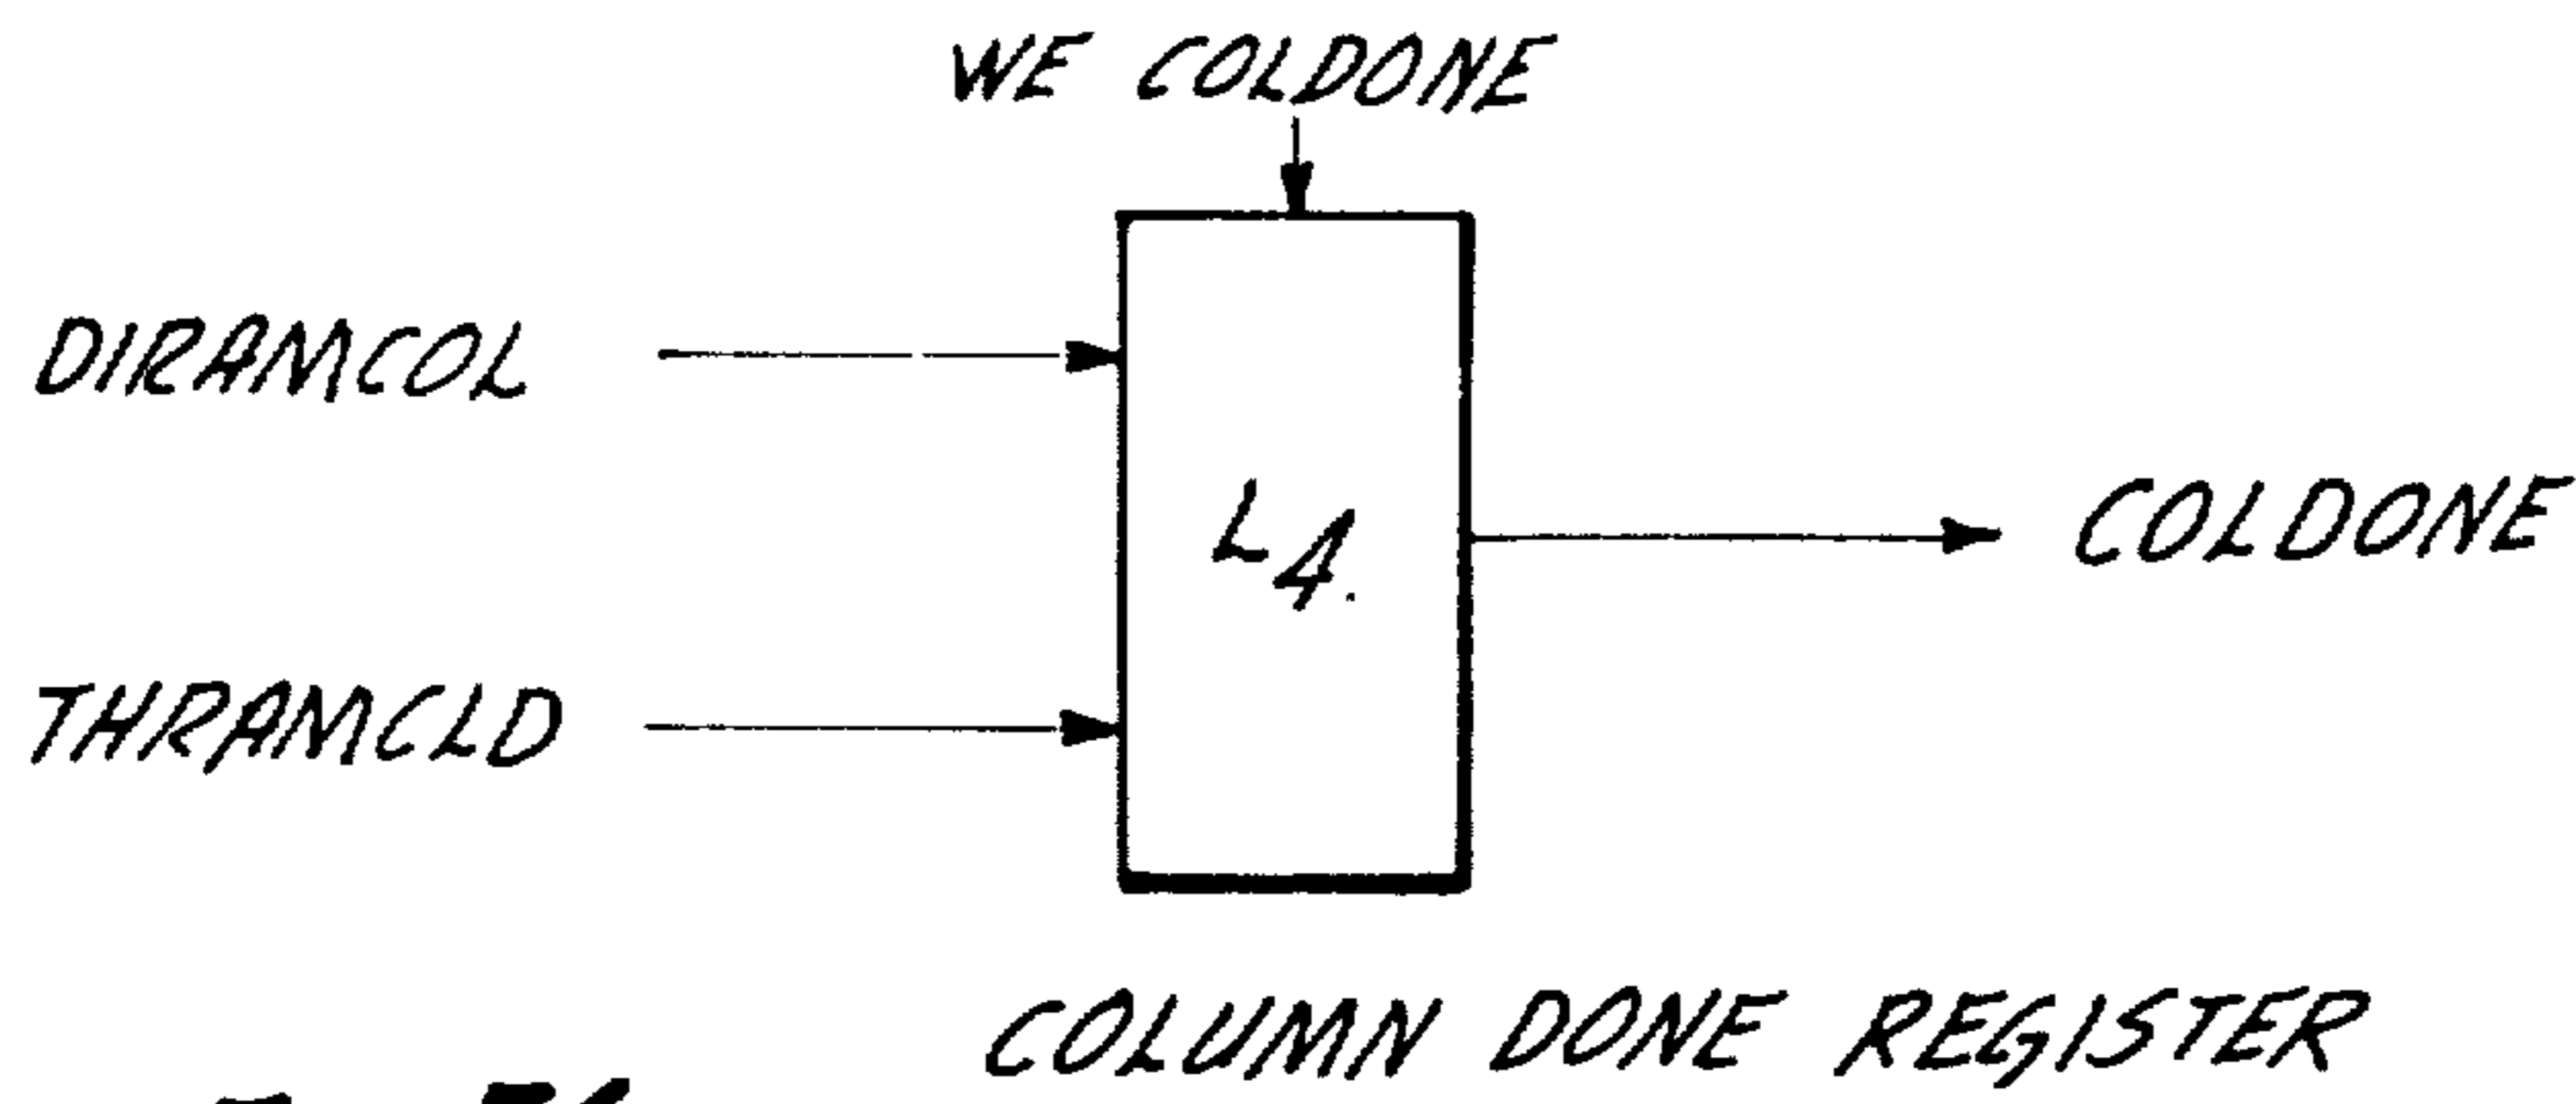 WE COLDONE
DIRAMCOL
L4.
COLDONE
THRAMCLD
COLUMN DONE REGISTER